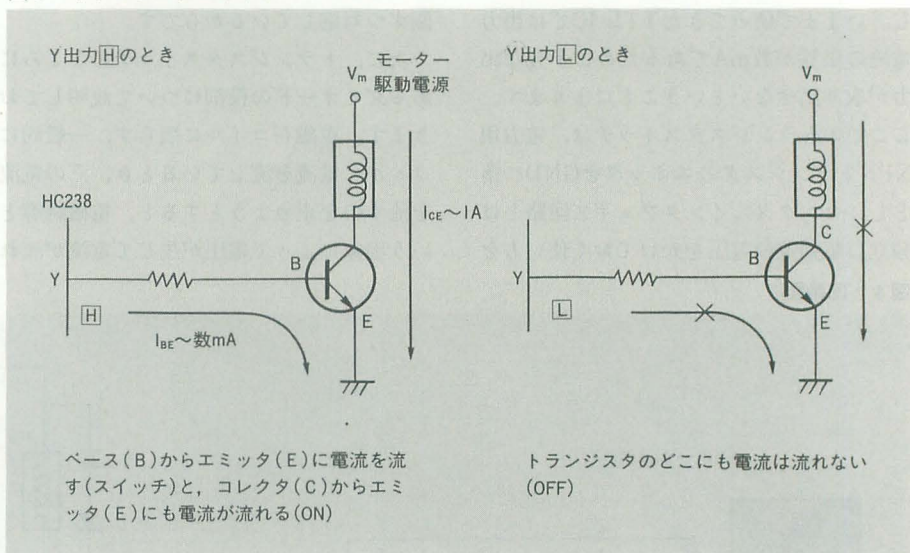 Y出力Hのとき
Vm
モーター
駆動電源
HC238
ICE～1A
B
Y
H
E
IBE～数mA
ベース(B)からエミッタ(E)に電流を流
す(スイッチ)と，コレクタ(C)からエミ
ッタ(E)にも電流が流れる(ON)
Y出力Lのとき
Vm
C
B
Y
L
E
トランジスタのどこにも電流は流れない
(OFF)